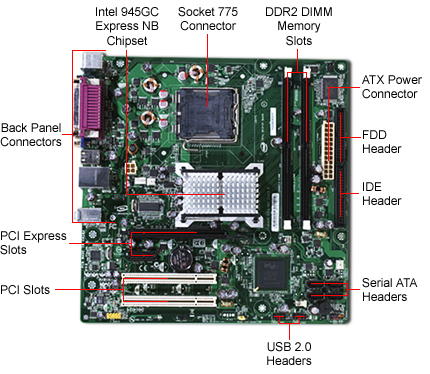 Intel 945GC
Express NB
Chipset
Socket 775
Connector
DDR2 DIMM
Memory
Slots
ATX Power
Connector
Back Panel
Connectors
FDD
Header
IDE
Header
PCI Express
Slots
PCI Slots
Serial ATA
Headers
USB 2.0
Headers